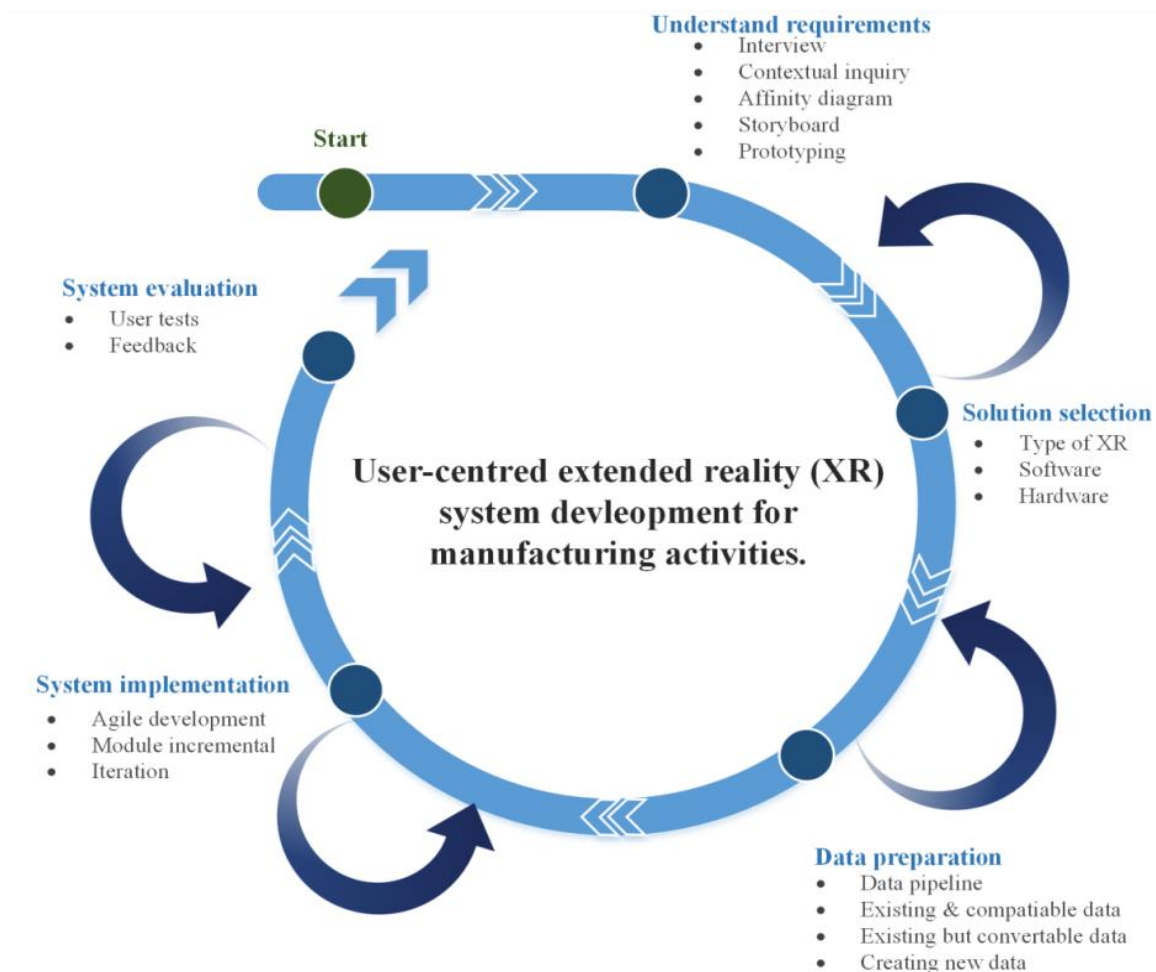 Understand requirements
• Interview
• Contextual inquiry
• Affinity diagram
• Storyboard
• Prototyping
Start
System evaluation
• User tests
• Feedback
Solution selection
• Type of XR
• Software
• Hardware
User-centred extended reality (XR)
system devleopment for
manufacturing activities.
System implementation
• Agile development
• Module incremental
• Iteration
Data preparation
• Data pipeline
• Existing & compatiable data
• Existing but convertable data
• Creating new data